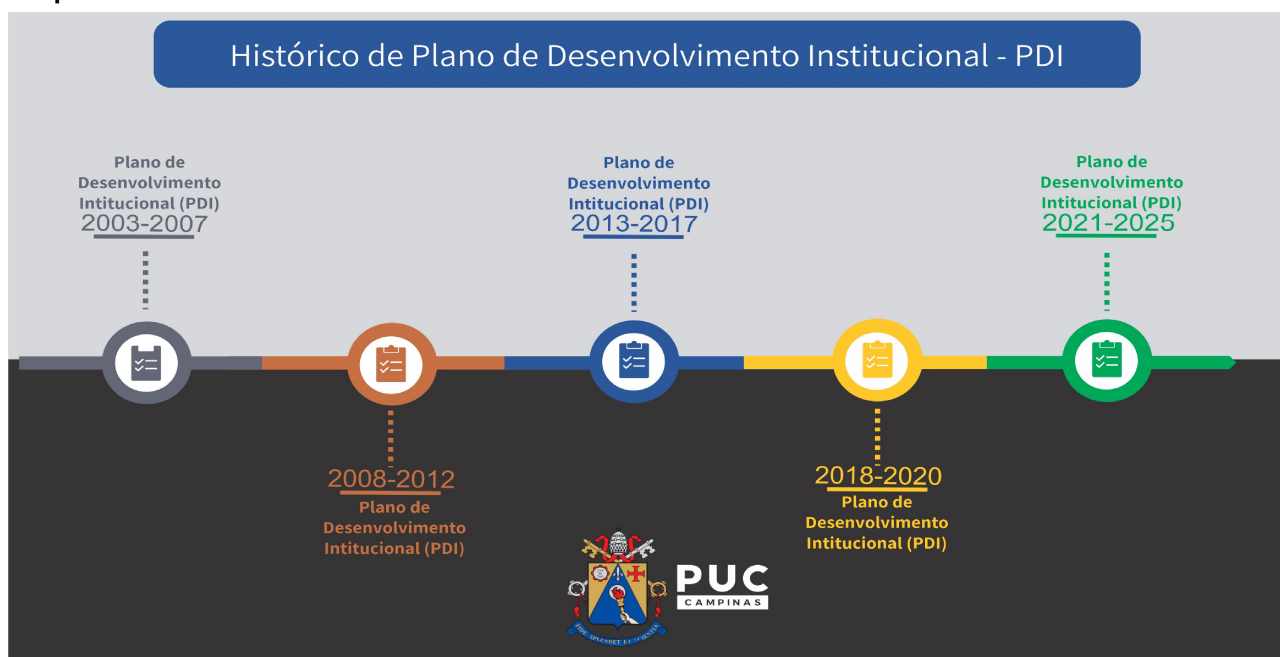 Histórico de Plano de Desenvolvimento Institucional - PDI
Plano de
Desenvolvimento
Intitucional (PDI)
2003-2007
2008-2012
Plano de
Desenvolvimento
Intitucional (PDI)
Plano de
Desenvolvimento
Intitucional (PDI)
2013-2017
2018-2020
Plano de
Desenvolvimento
Intitucional (PDI)
Plano de
Desenvolvimento
Intitucional (PDI)
2021-2025
PUC
CAMPINAS